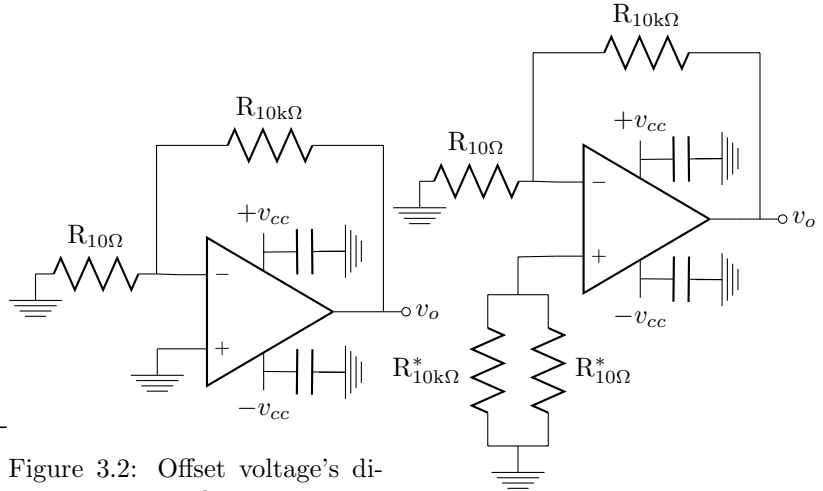 R10kΩ
R10Ω
+vcc
−
+
−vcc
vo
R10kΩ
R10Ω
+vcc
−
+
−vcc
vo
R*10kΩ
R*10Ω
Figure 3.2: Offset voltage's di-